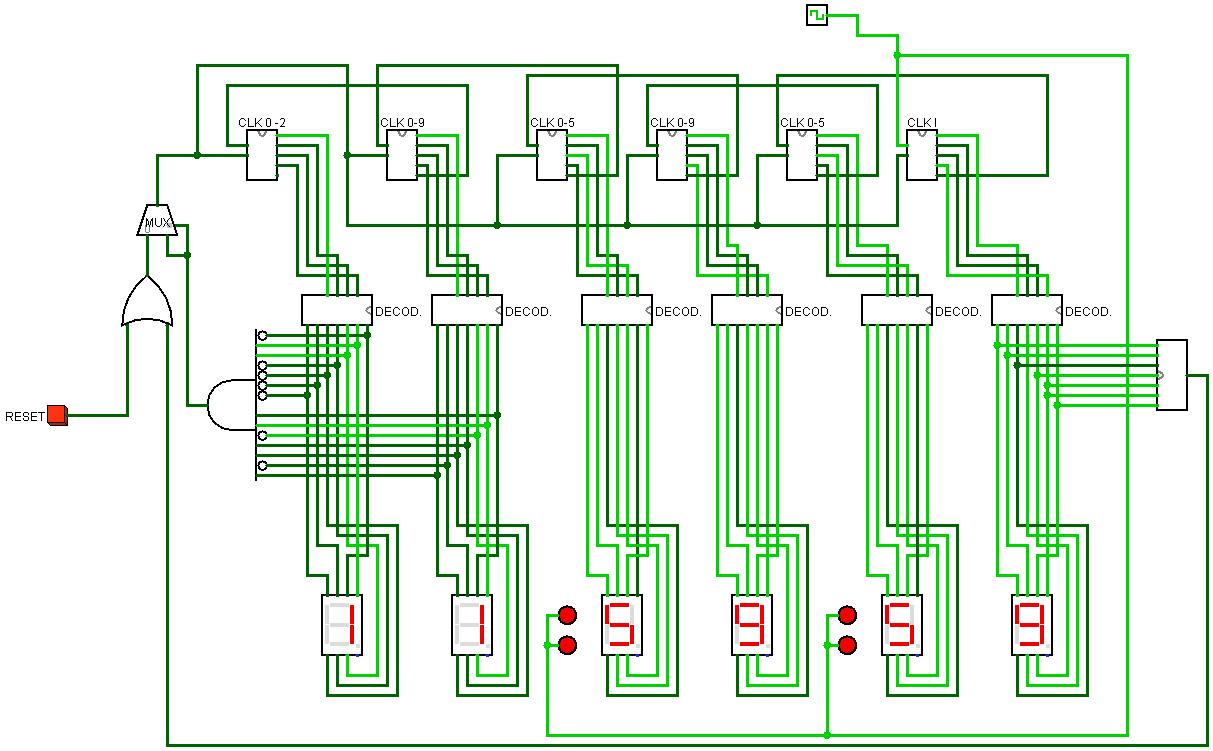 CLK 0 -2
CLK 0-9
CLK 0-5
CLK 0-9
CLK 0-5
CLK I
MUX
DECOD.
DECOD.
DECOD.
DECOD.
DECOD.
DECOD.
RESET
1
1
5
9
5
9